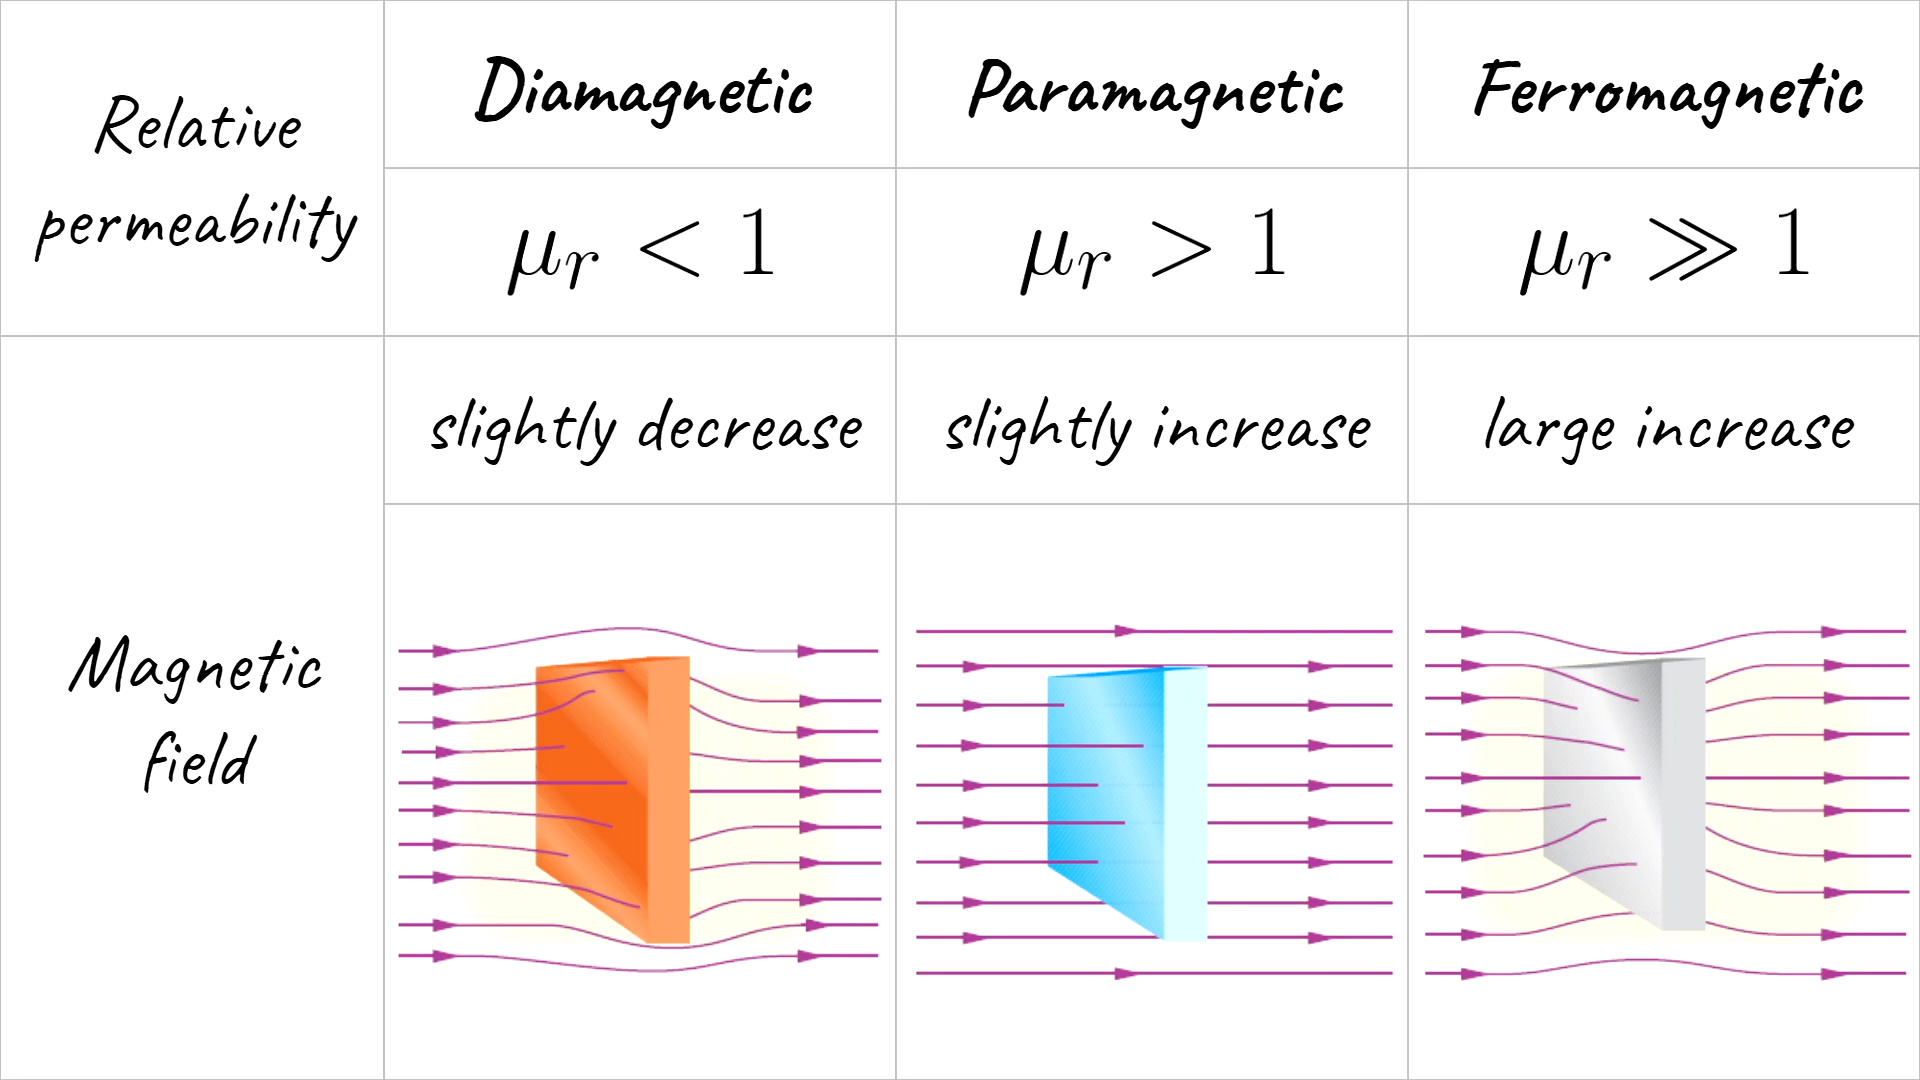 Relative
permeability
Diamagnetic
Paramagnetic
Ferromagnetic
μᵣ < 1
μᵣ > 1
μᵣ ≫ 1
Magnetic
field
slightly decrease
slightly increase
large increase